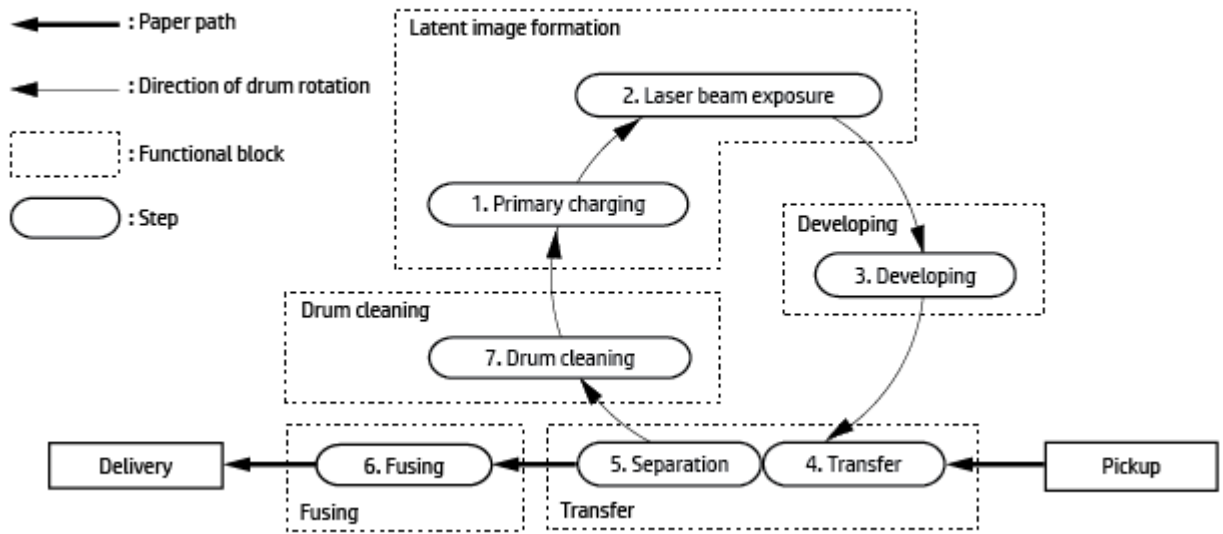 : Paper path
: Direction of drum rotation
: Functional block
: Step
Latent image formation
2. Laser beam exposure
1. Primary charging
Developing
3. Developing
Drum cleaning
7. Drum cleaning
Delivery
6. Fusing
5. Separation
4. Transfer
Pickup
Fusing
Transfer